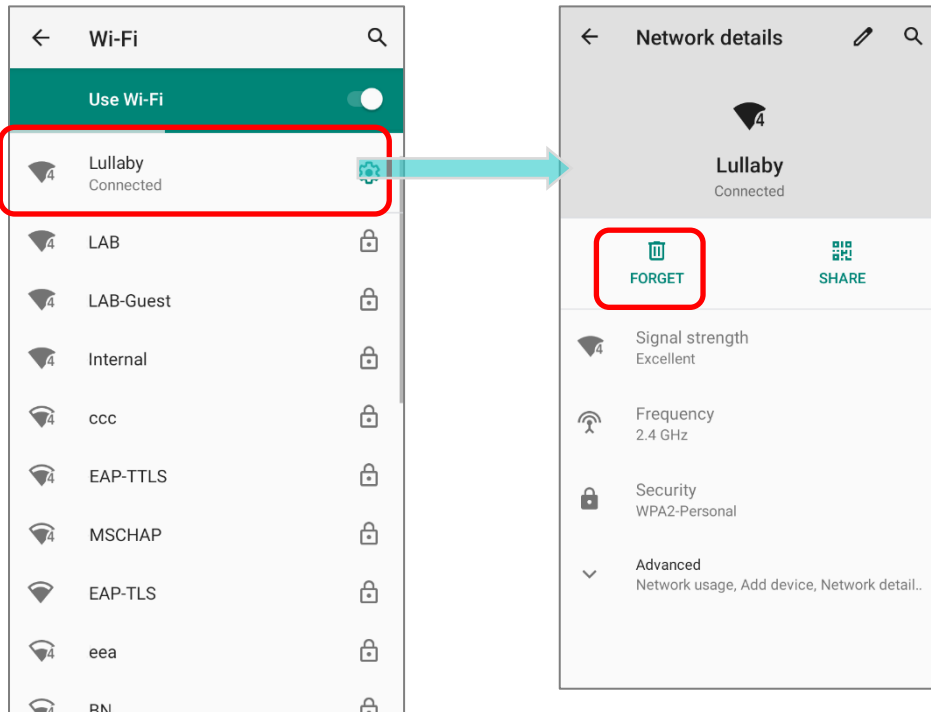 Wi-Fi
Use Wi-Fi
Lullaby
Connected
LAB
LAB-Guest
Internal
ccc
EAP-TTLS
MSCHAP
EAP-TLS
eea
BN
Network details
4
Lullaby
Connected
FORGET
SHARE
Signal strength
Excellent
Frequency
2.4 GHz
Security
WPA2-Personal
Advanced
Network usage, Add device, Network detail..